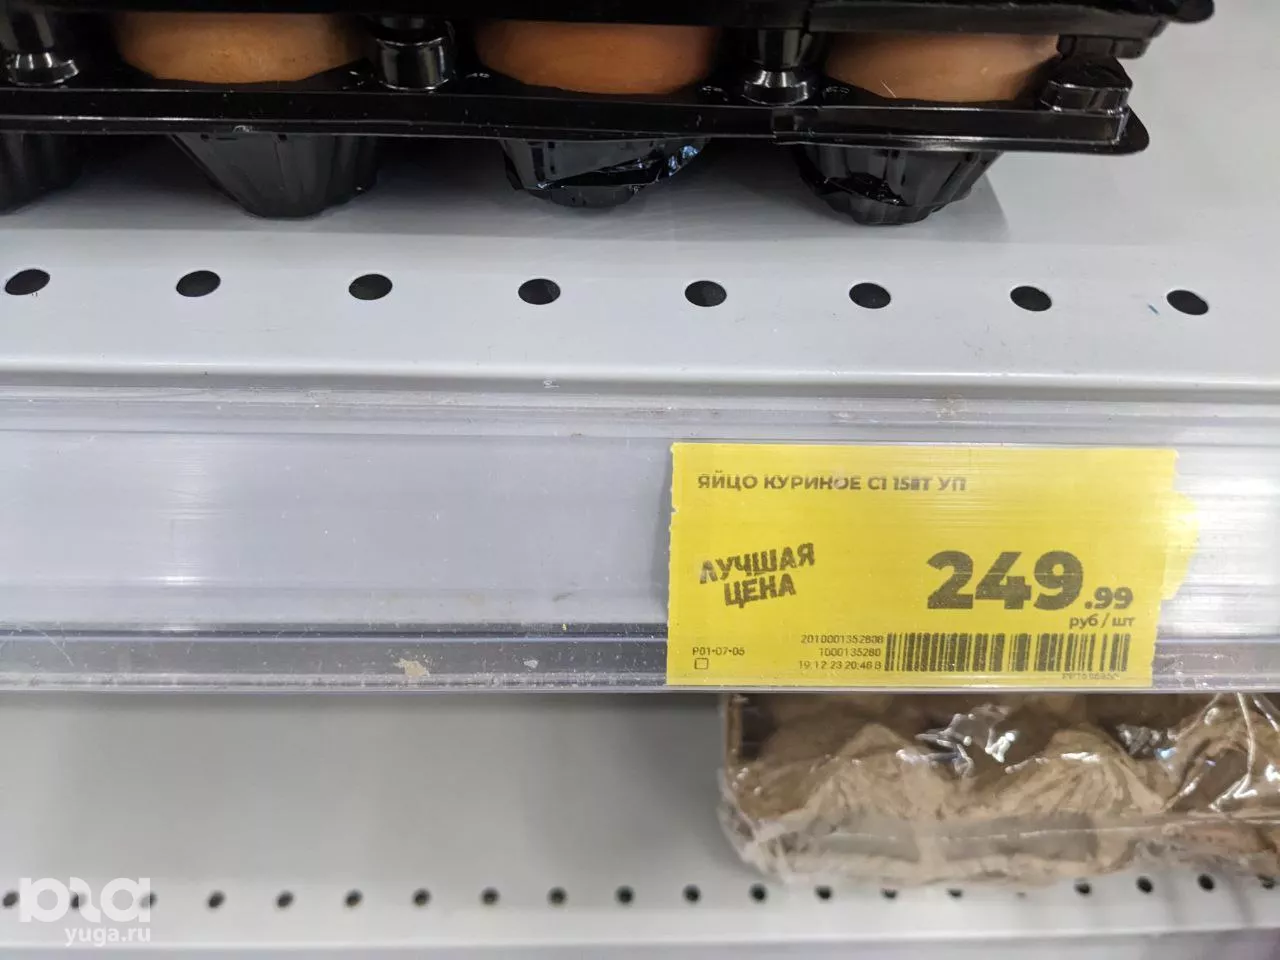 ЯЙЦО КУРИНОЕ С1 15ШТ УП
ЛУЧШАЯ
ЦЕНА
249.99
руб/шт
P01-07-05
2010001352808
1000135280
19.12.23 20:48 В
yuga.ru